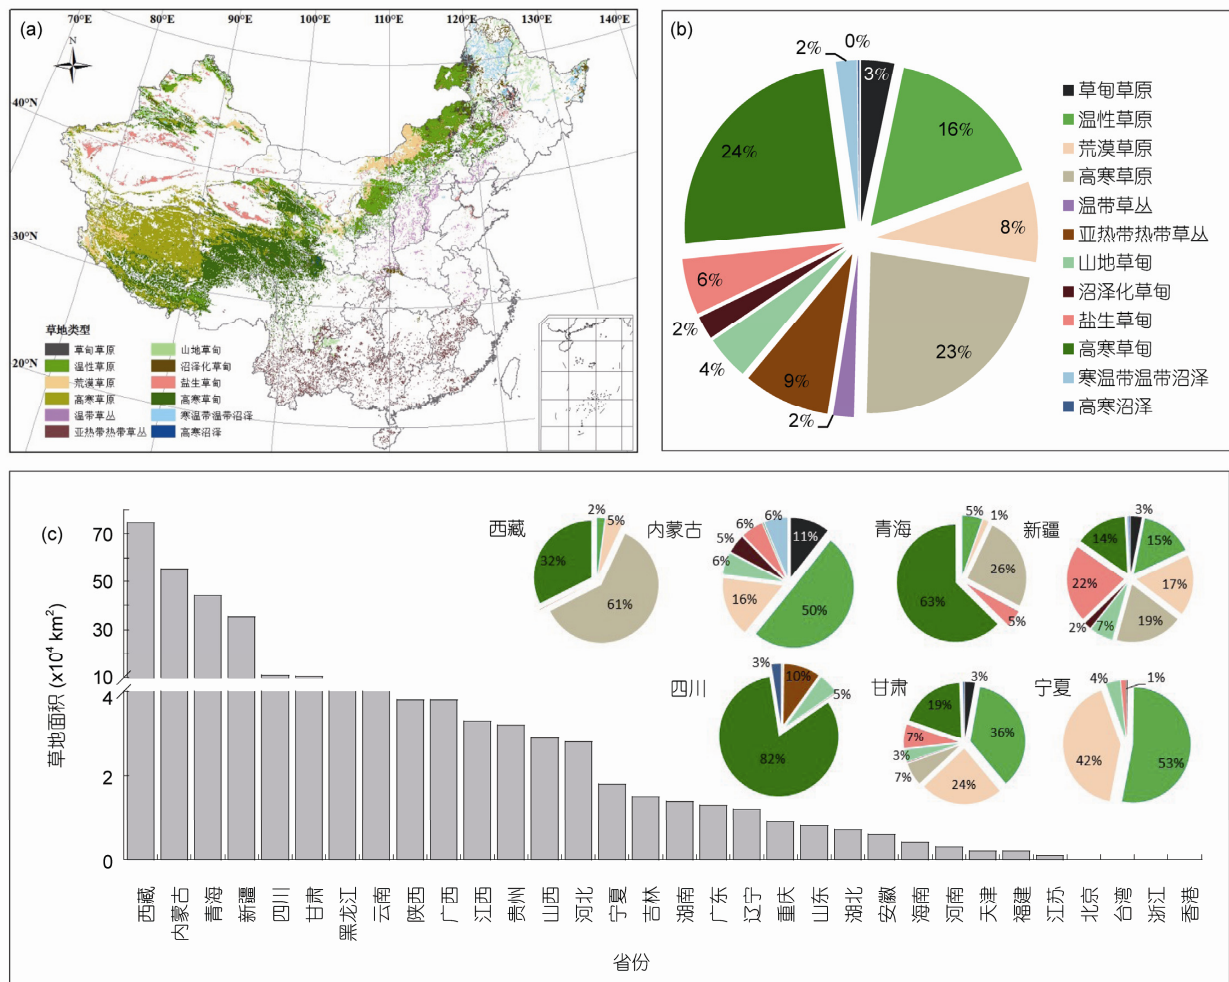 (a)
70°E 80°E 90°E 100°E 110°E 120°E 130°E 140°E
N
40°N
30°N
20°N
草地类型
草甸草原 山地草甸
温性草原 沼泽化草甸
荒漠草原 盐生草甸
高寒草原 高寒草甸
温带草丛 寒温带温带沼泽
亚热带热带草丛 高寒沼泽
(b)
2% 0%
3%
16%
24%
8%
6%
2%
4%
23%
9%
2%
草甸草原
温性草原
荒漠草原
高寒草原
温带草丛
亚热带热带草丛
山地草甸
沼泽化草甸
盐生草甸
高寒草甸
寒温带温带沼泽
高寒沼泽
(c)
草地面积 (x10⁴ km²)
70
50
30
10
4
2
0
西藏
2%
5%
32%
61%
内蒙古
6%
6%
11%
5%
6%
16%
50%
青海
5%
1%
26%
63%
5%
新疆
3%
14%
15%
22%
17%
2%
7%
19%
四川
3%
10%
5%
82%
甘肃
3%
19%
36%
7%
3%
7%
24%
宁夏
4%
1%
42%
53%
西藏 内蒙古 青海 新疆 四川 甘肃 黑龙江 云南 陕西 广西 江西 贵州 山西 河北 宁夏 吉林 湖南 广东 辽宁 重庆 山东 湖北 安徽 海南 河南 天津 福建 江苏 北京 台湾 浙江 香港
省份